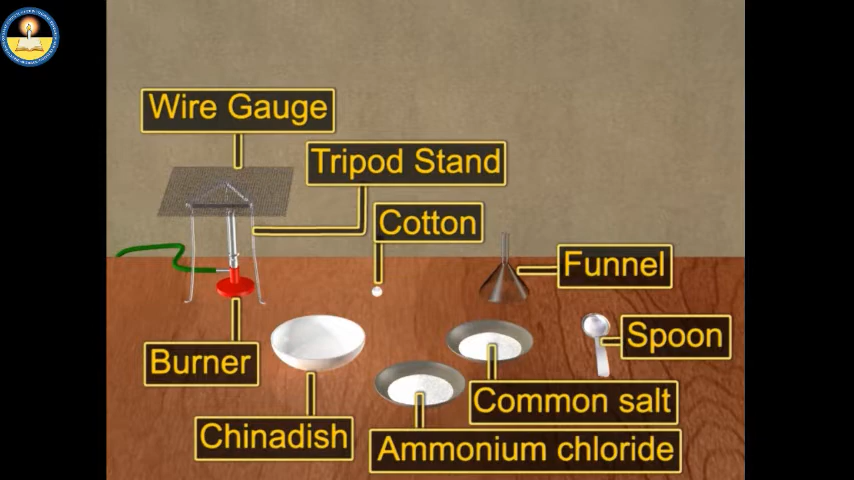 Wire Gauge
Tripod Stand
Cotton
Funnel
Spoon
Burner
Common salt
Chinadish
Ammonium chloride